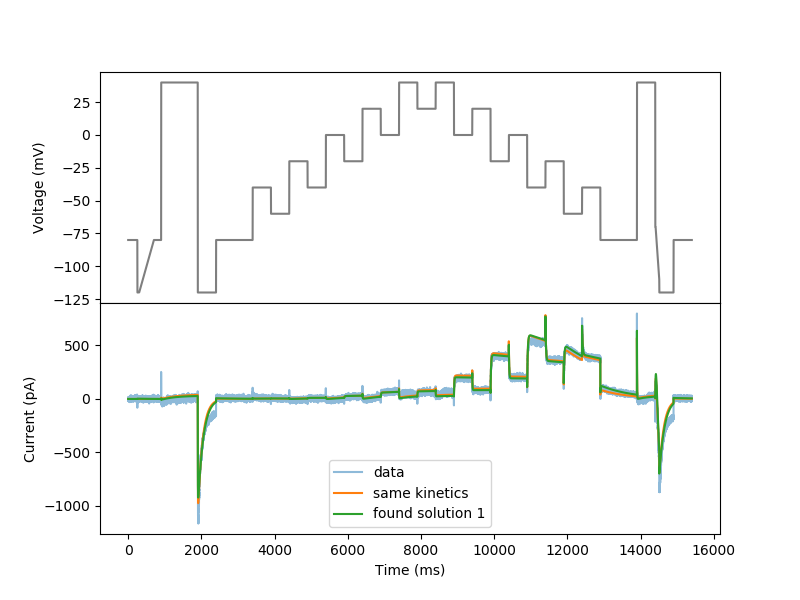 25
0
−25
−50
−75
−100
−125
Voltage (mV)
500
0
−500
−1000
Current (pA)
data
same kinetics
found solution 1
0 2000 4000 6000 8000 10000 12000 14000 16000
Time (ms)